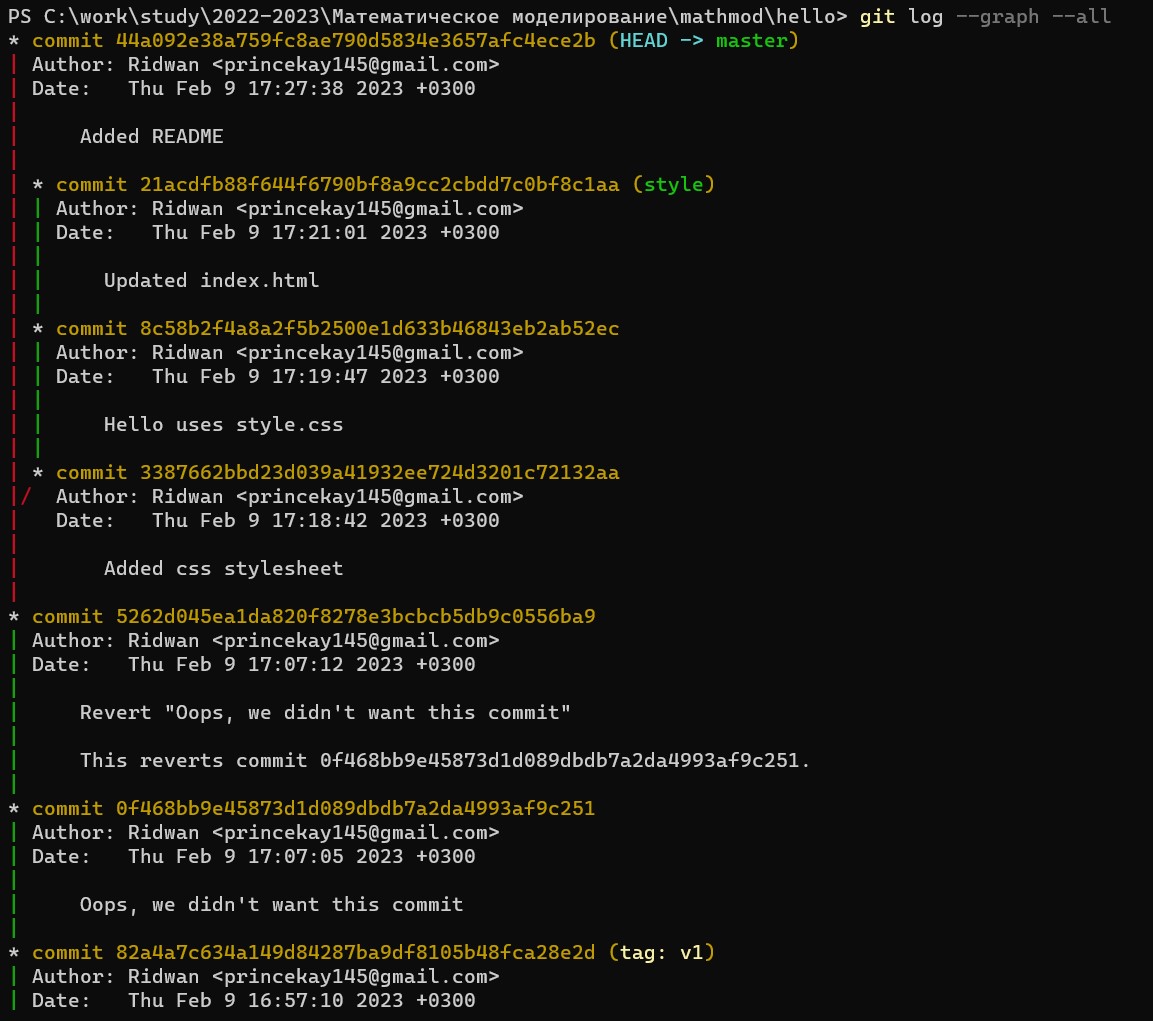 PS C:\work\study\2022-2023\Математическое моделирование\mathmod\hello> git log --graph --all
* commit 44a092e38a759fc8ae790d5834e3657afc4ece2b (HEAD -> master)
| Author: Ridwan <princekay145@gmail.com>
| Date:   Thu Feb 9 17:27:38 2023 +0300
|
|     Added README
|
| * commit 21acdfb88f644f6790bf8a9cc2cbdd7c0bf8c1aa (style)
| | Author: Ridwan <princekay145@gmail.com>
| | Date:   Thu Feb 9 17:21:01 2023 +0300
| |
| |     Updated index.html
| |
| * commit 8c58b2f4a8a2f5b2500e1d633b46843eb2ab52ec
| | Author: Ridwan <princekay145@gmail.com>
| | Date:   Thu Feb 9 17:19:47 2023 +0300
| |
| |     Hello uses style.css
| |
| * commit 3387662bbd23d039a41932ee724d3201c72132aa
|/  Author: Ridwan <princekay145@gmail.com>
|   Date:   Thu Feb 9 17:18:42 2023 +0300
|
|       Added css stylesheet
|
* commit 5262d045ea1da820f8278e3bcbcb5db9c0556ba9
| Author: Ridwan <princekay145@gmail.com>
| Date:   Thu Feb 9 17:07:12 2023 +0300
|
|     Revert "Oops, we didn't want this commit"
|
|     This reverts commit 0f468bb9e45873d1d089dbdb7a2da4993af9c251.
|
* commit 0f468bb9e45873d1d089dbdb7a2da4993af9c251
| Author: Ridwan <princekay145@gmail.com>
| Date:   Thu Feb 9 17:07:05 2023 +0300
|
|     Oops, we didn't want this commit
|
* commit 82a4a7c634a149d84287ba9df8105b48fca28e2d (tag: v1)
| Author: Ridwan <princekay145@gmail.com>
| Date:   Thu Feb 9 16:57:10 2023 +0300